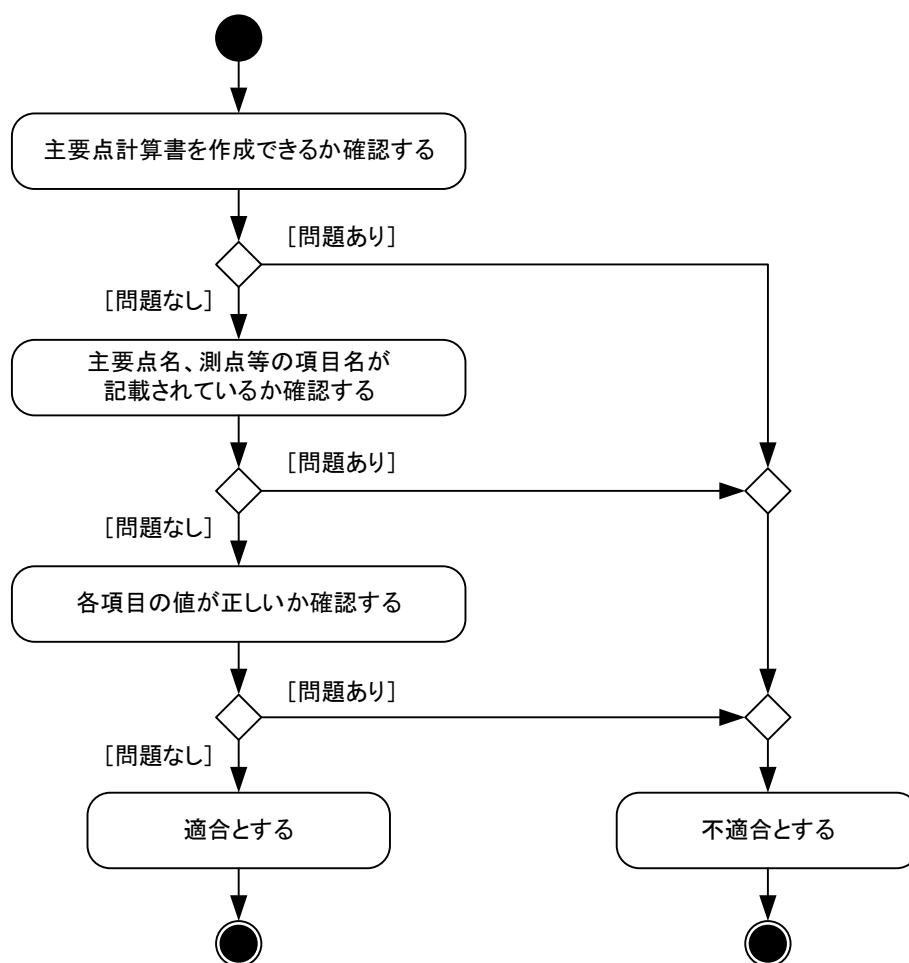 主要点計算書を作成できるか確認する
[問題あり]
[問題なし]
主要点名、測点等の項目名が
記載されているか確認する
[問題あり]
[問題なし]
各項目の値が正しいか確認する
[問題あり]
[問題なし]
適合とする
不適合とする